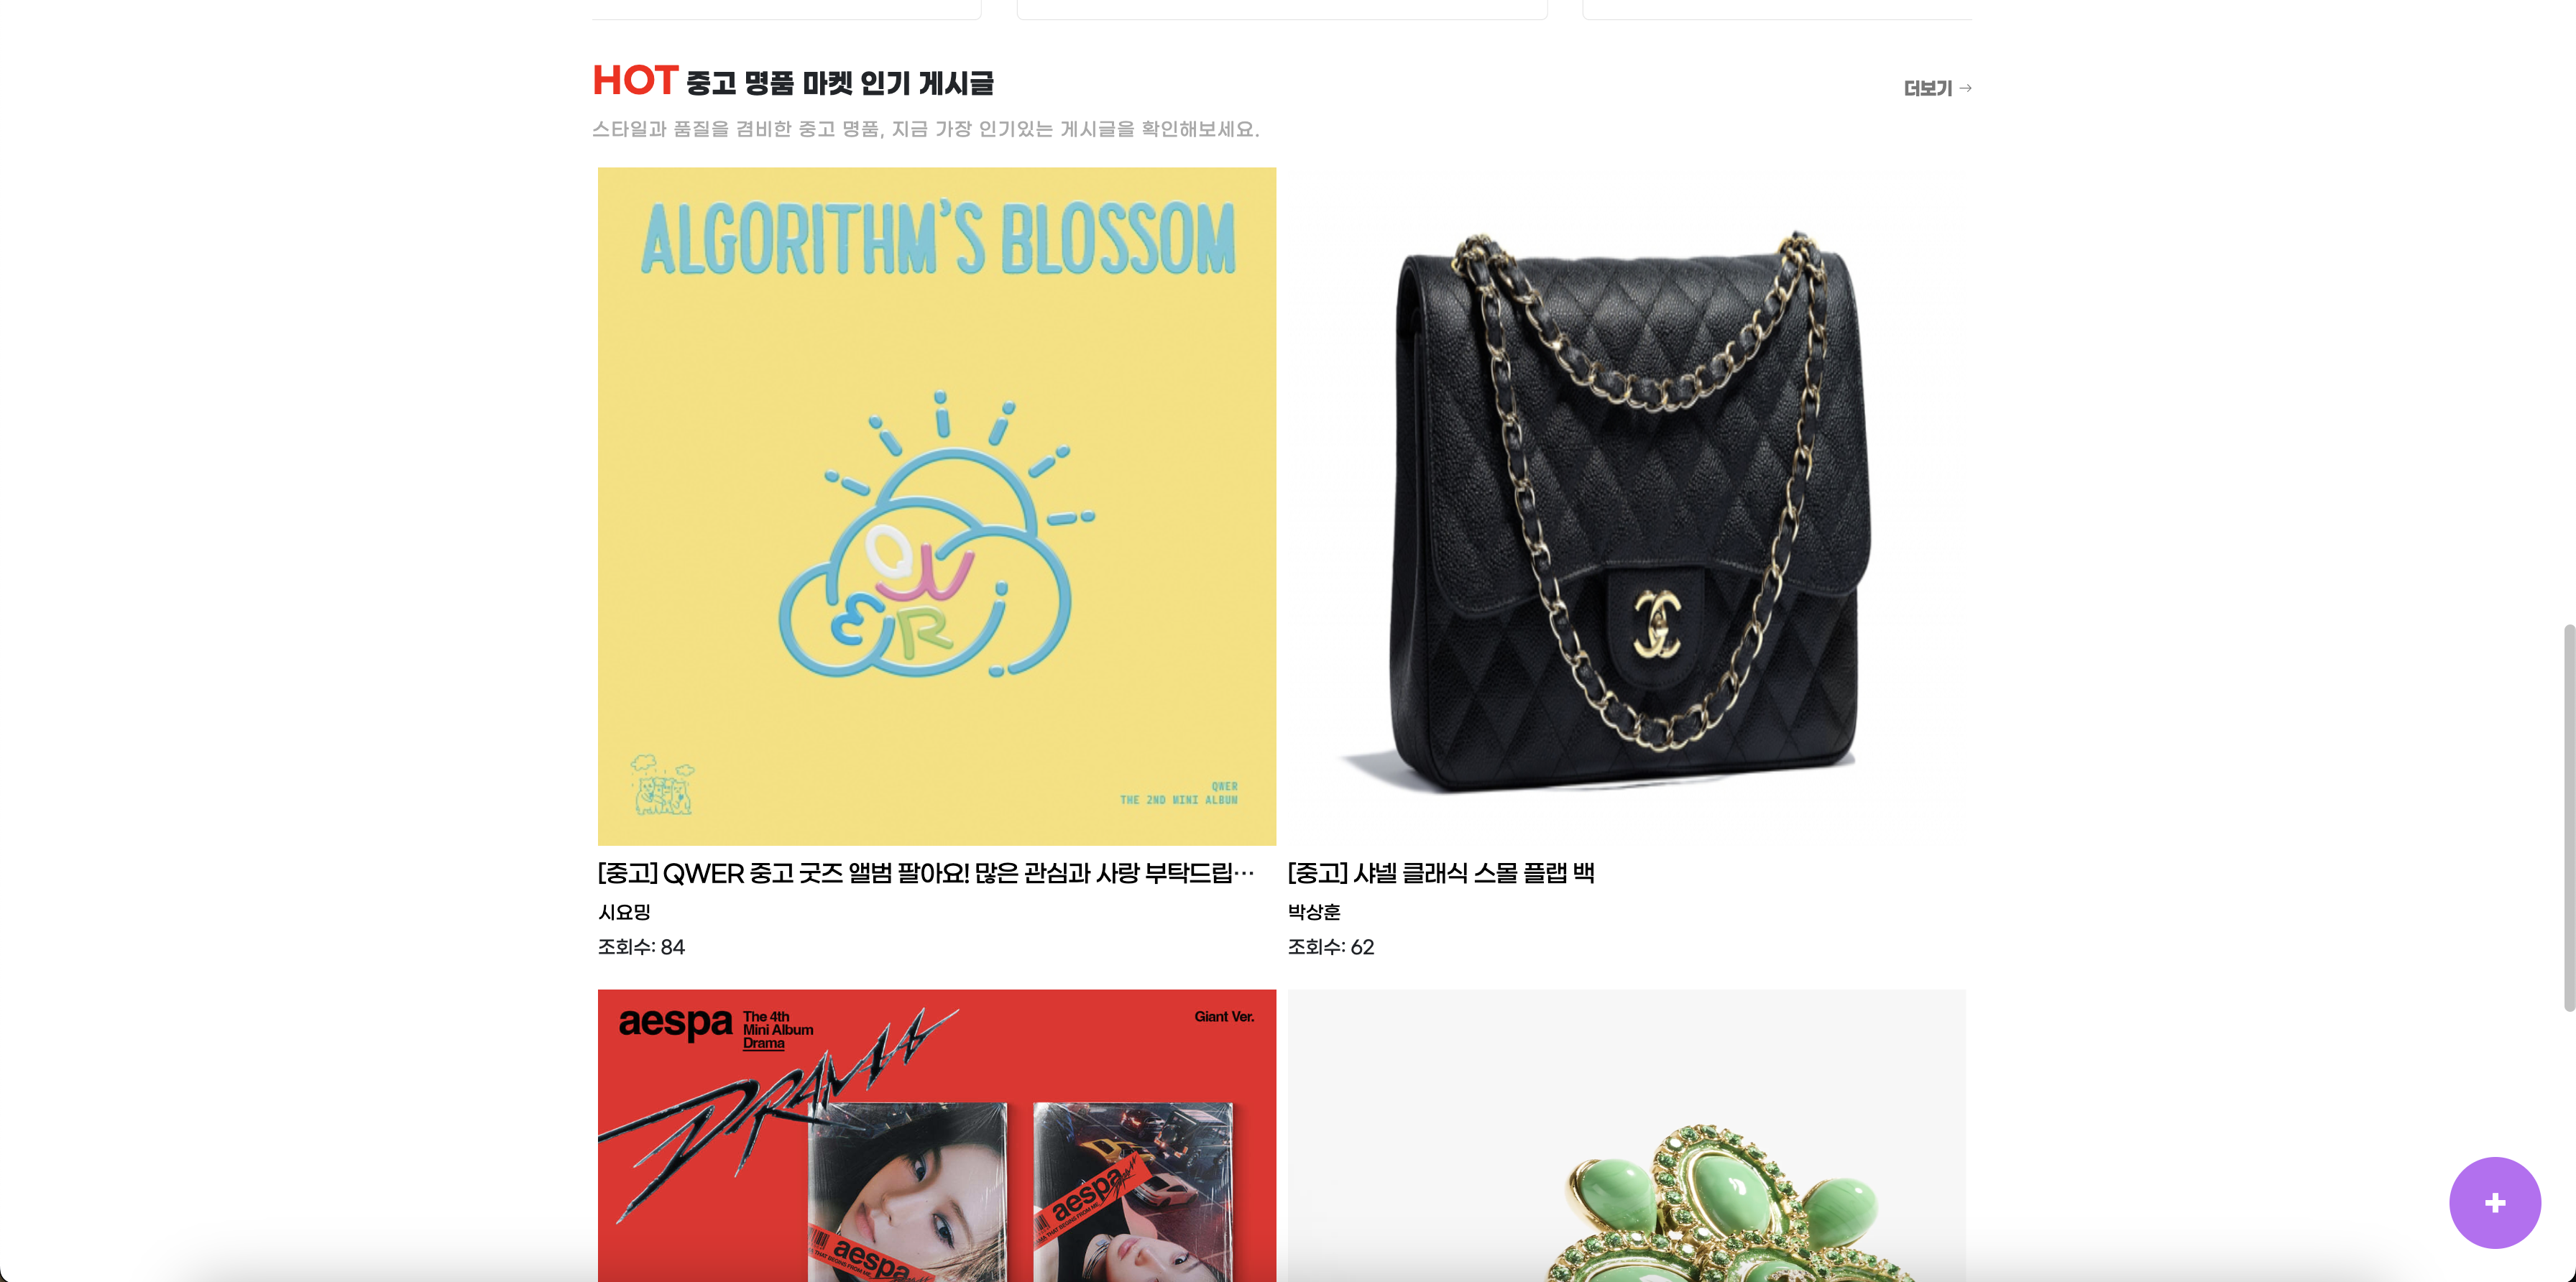 HOT 중고 명품 마켓 인기 게시글
더보기 →
스타일과 품질을 겸비한 중고 명품, 지금 가장 인기있는 게시글을 확인해보세요.
ALGORITHM'S BLOSSOM
QWER
QWER
THE 2ND MINI ALBUM
[중고] QWER 중고 굿즈 앨범 팔아요! 많은 관심과 사랑 부탁드립…
시요밍
조회수: 84
[중고] 샤넬 클래식 스몰 플랩 백
박상훈
조회수: 62
aespa
The 4th
Mini Album
Drama
Giant Ver.
DRAMA
aespa
aespa
+